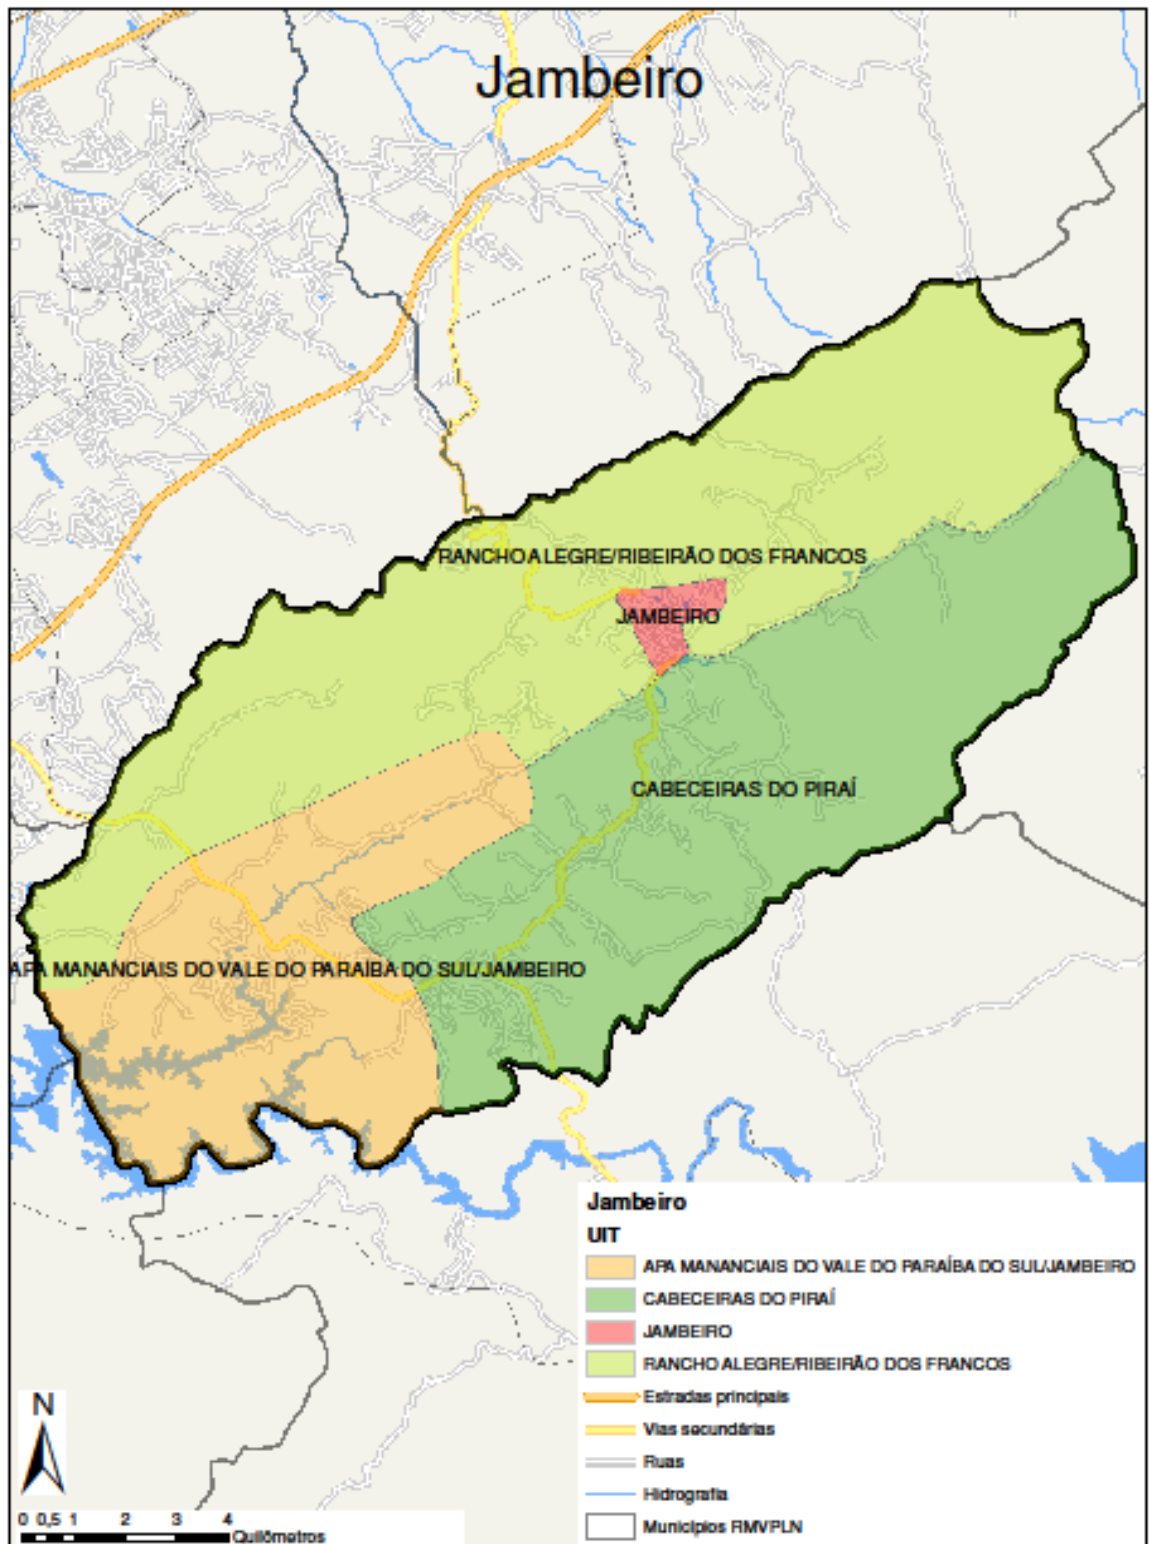 Jambeiro
RANCHO ALEGRE/RIBEIRÃO DOS FRANCOS
JAMBEIRO
CABECEIRAS DO PIRAÍ
APA MANANCIAIS DO VALE DO PARAÍBA DO SUL/JAMBEIRO
Jambeiro
UIT
APA MANANCIAIS DO VALE DO PARAÍBA DO SUL/JAMBEIRO
CABECEIRAS DO PIRAÍ
JAMBEIRO
RANCHO ALEGRE/RIBEIRÃO DOS FRANCOS
Estradas principais
Vias secundárias
Ruas
Hidrografia
Municípios RMVPLN
N
0 0,5 1 2 3 4
Quilômetros